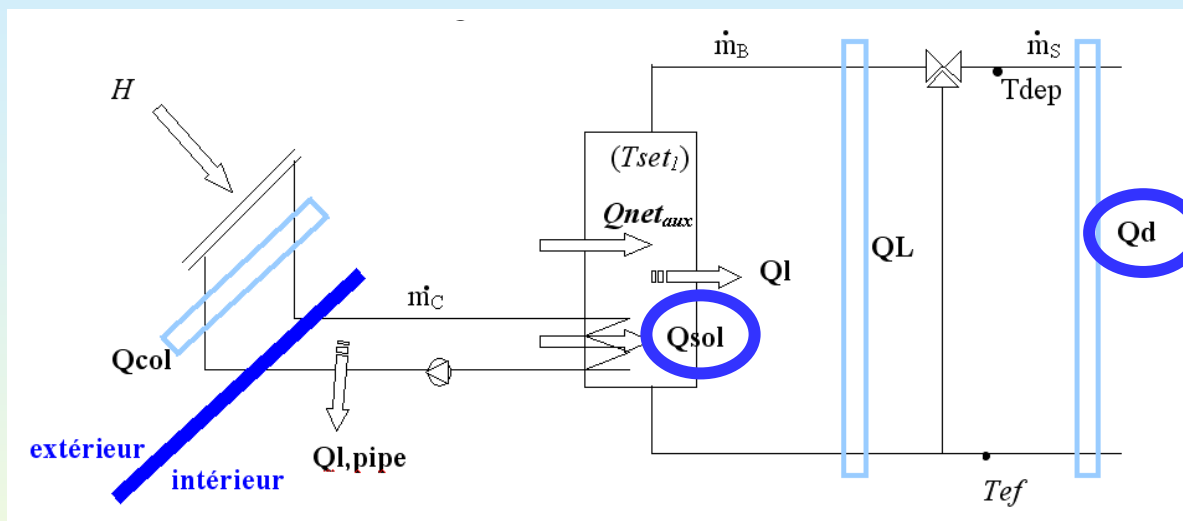 ṁB
ṁS
H
Tdep
(Tset1)
Qnetaux
QL
Qd
Ql
ṁC
Qsol
Qcol
extérieur
intérieur
Ql,pipe
Tef